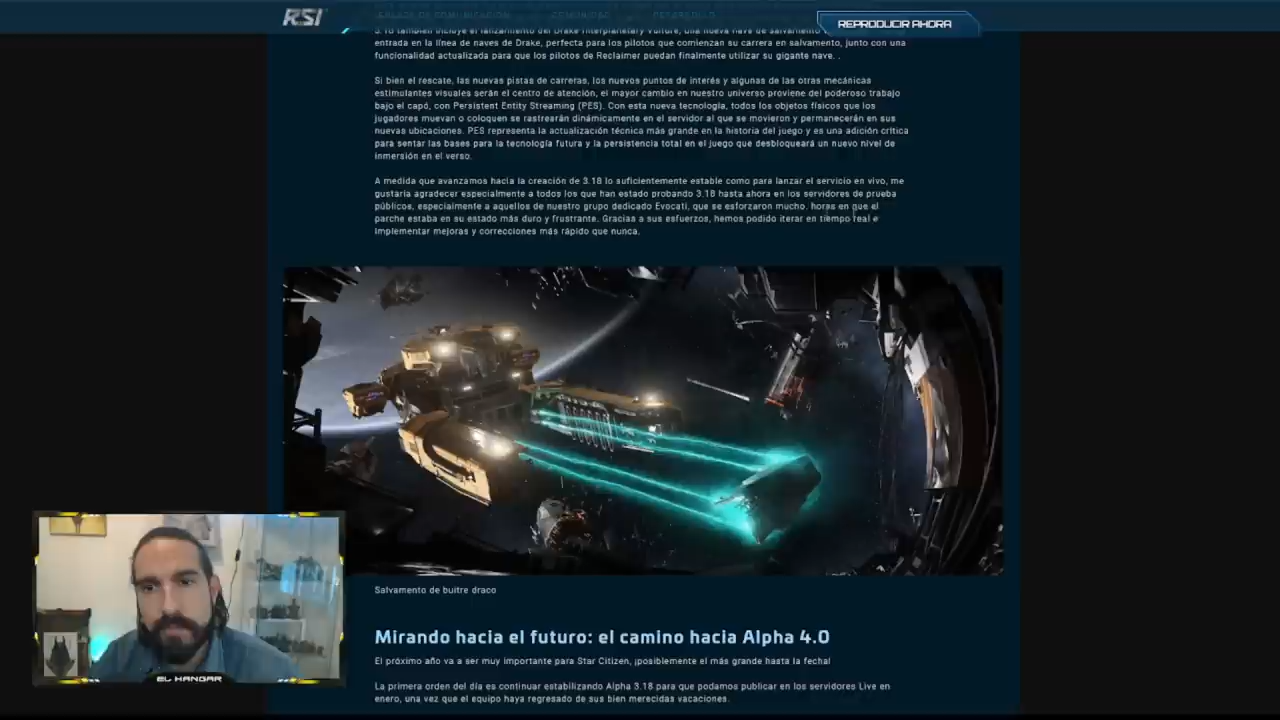 RSI
REPRODUCIR AHORA
3.18 también incluye el lanzamiento del Drake Interplanetary Vulture, una nueva nave de salvamento
entrada en la línea de naves de Drake, perfecta para los pilotos que comienzan su carrera en salvamento, junto con una
funcionalidad actualizada para que los pilotos de Reclaimer puedan finalmente utilizar su gigante nave. .
Si bien el rescate, las nuevas pistas de carreras, los nuevos puntos de interés y algunas de las otras mecánicas
estimulantes visuales serán el centro de atención, el mayor cambio en nuestro universo proviene del poderoso trabajo
bajo el capó, con Persistent Entity Streaming (PES). Con esta nueva tecnología, todos los objetos físicos que los
jugadores muevan o coloquen se rastrearán dinámicamente en el servidor al que se movieron y permanecerán en sus
nuevas ubicaciones. PES representa la actualización técnica más grande en la historia del juego y es una adición crítica
para sentar las bases para la tecnología futura y la persistencia total en el juego que desbloqueará un nuevo nivel de
inmersión en el verso.
A medida que avanzamos hacia la creación de 3.18 lo suficientemente estable como para lanzar el servicio en vivo, me
gustaría agradecer especialmente a todos los que han estado probando 3.18 hasta ahora en los servidores de prueba
públicos, especialmente a aquellos de nuestro grupo dedicado Evocati, que se esforzaron mucho. horas en que el
parche estaba en su estado más duro y frustrante. Gracias a sus esfuerzos, hemos podido iterar en tiempo real e
implementar mejoras y correcciones más rápido que nunca.
Salvamento de buitre draco
Mirando hacia el futuro: el camino hacia Alpha 4.0
El próximo año va a ser muy importante para Star Citizen, ¡posiblemente el más grande hasta la fecha!
La primera orden del día es continuar estabilizando Alpha 3.18 para que podamos publicar en los servidores Live en
enero, una vez que el equipo haya regresado de sus bien merecidas vacaciones.
EL HANGAR